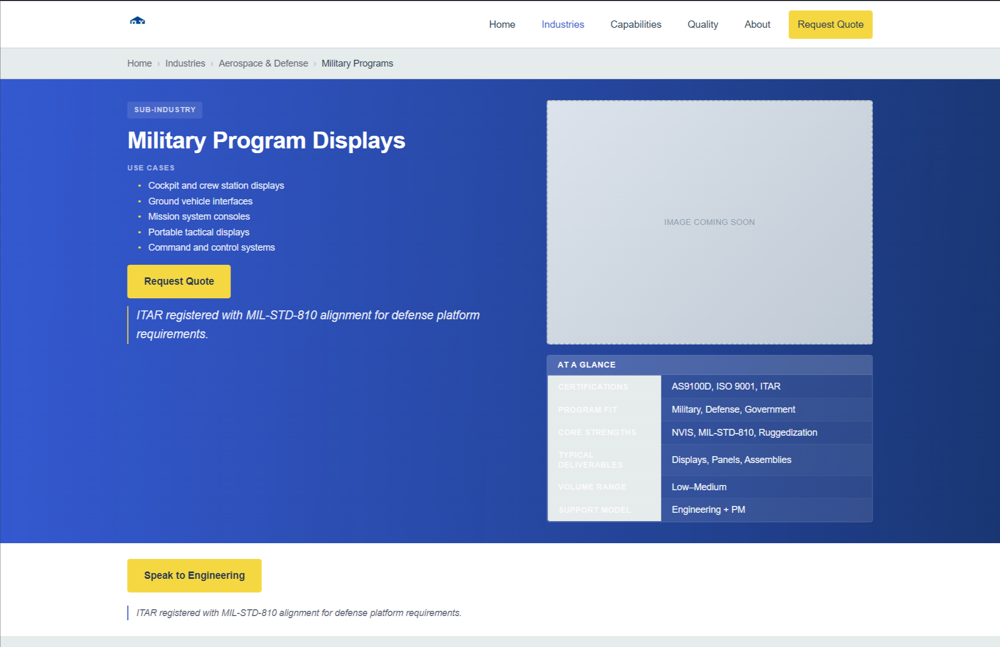 Home Industries Capabilities Quality About Request Quote
Home › Industries › Aerospace & Defense › Military Programs
SUB-INDUSTRY
Military Program Displays
USE CASES
• Cockpit and crew station displays
• Ground vehicle interfaces
• Mission system consoles
• Portable tactical displays
• Command and control systems
Request Quote
ITAR registered with MIL-STD-810 alignment for defense platform
requirements.
IMAGE COMING SOON
AT A GLANCE
CERTIFICATIONS AS9100D, ISO 9001, ITAR
PROGRAM FIT Military, Defense, Government
CORE STRENGTHS NVIS, MIL-STD-810, Ruggedization
TYPICAL
DELIVERABLES Displays, Panels, Assemblies
VOLUME RANGE Low–Medium
SUPPORT MODEL Engineering + PM
Speak to Engineering
ITAR registered with MIL-STD-810 alignment for defense platform requirements.